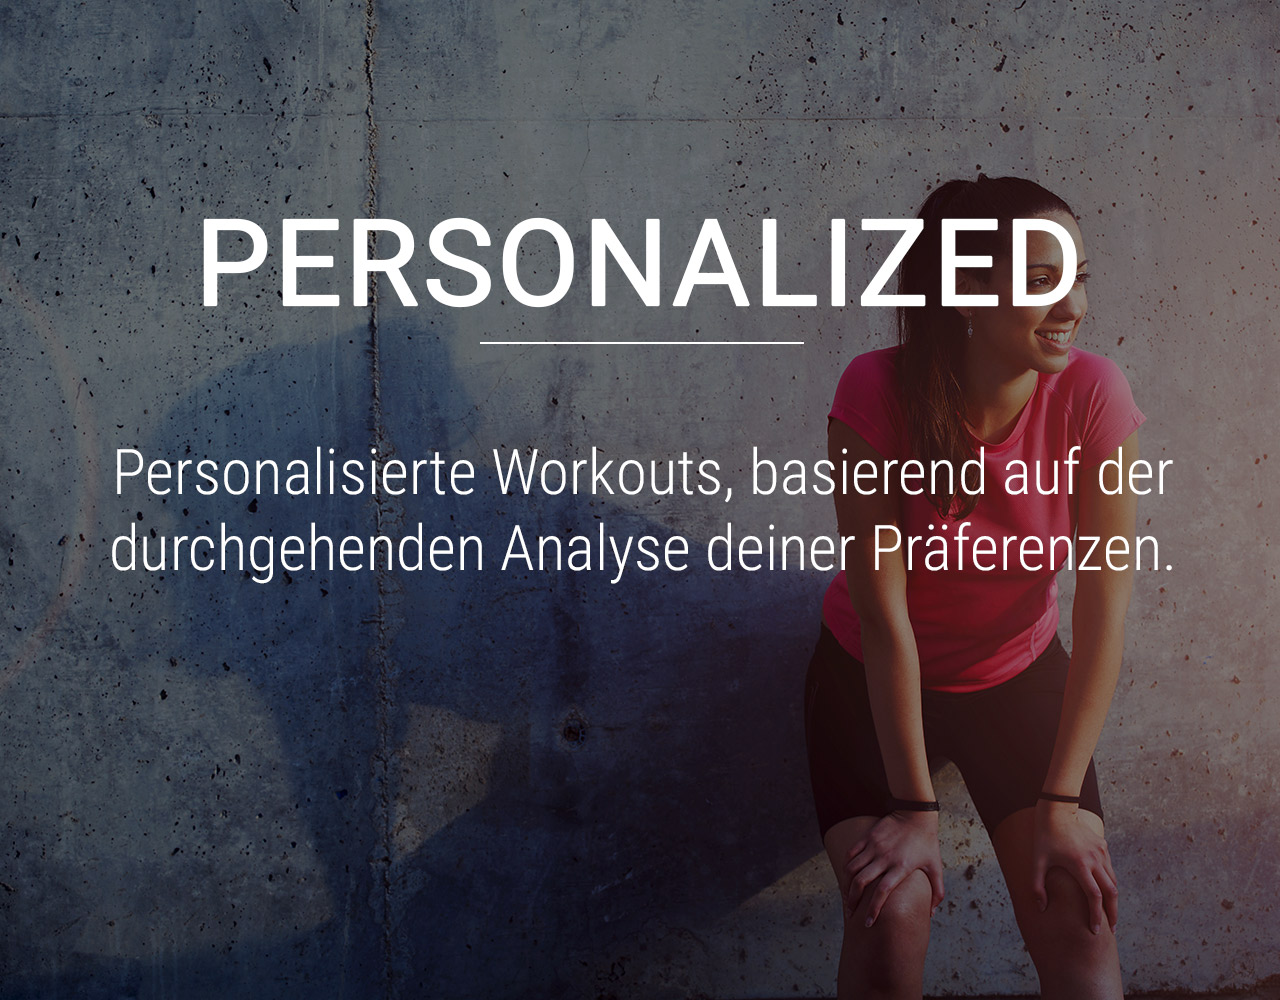 PERSONALIZED
Personalisierte Workouts, basierend auf der
durchgehenden Analyse deiner Präferenzen.